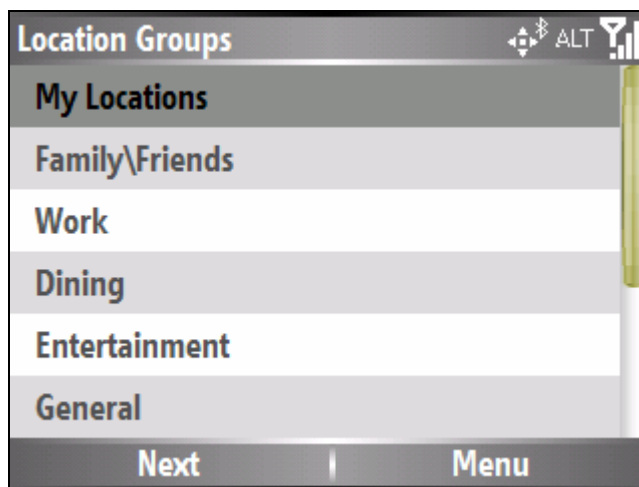 Location Groups ALT
My Locations
Family\Friends
Work
Dining
Entertainment
General
Next Menu